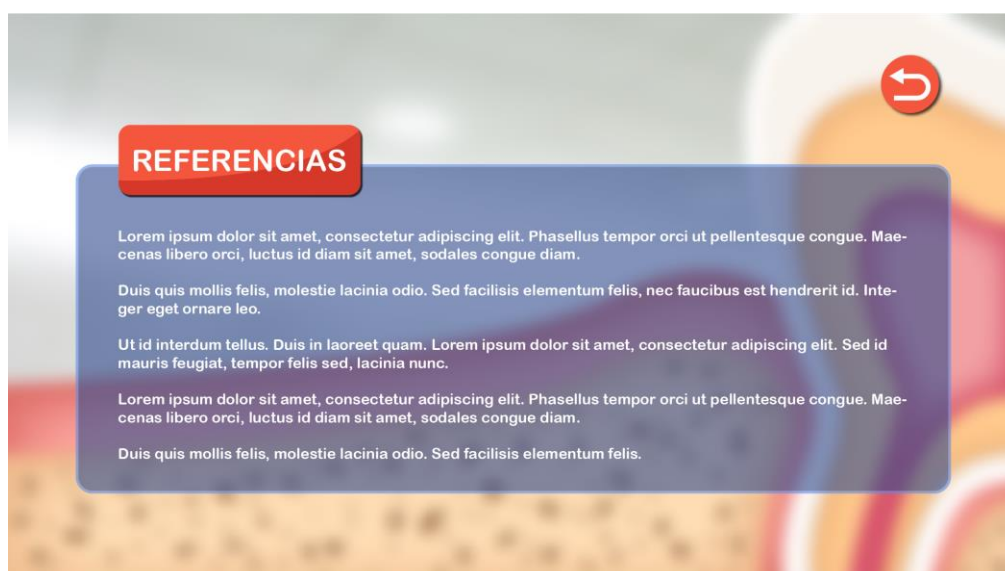 REFERENCIAS
Lorem ipsum dolor sit amet, consectetur adipiscing elit. Phasellus tempor orci ut pellentesque congue. Mae-
cenas libero orci, luctus id diam sit amet, sodales congue diam.
Duis quis mollis felis, molestie lacinia odio. Sed facilisis elementum felis, nec faucibus est hendrerit id. Inte-
ger eget ornare leo.
Ut id interdum tellus. Duis in laoreet quam. Lorem ipsum dolor sit amet, consectetur adipiscing elit. Sed id
mauris feugiat, tempor felis sed, lacinia nunc.
Lorem ipsum dolor sit amet, consectetur adipiscing elit. Phasellus tempor orci ut pellentesque congue. Mae-
cenas libero orci, luctus id diam sit amet, sodales congue diam.
Duis quis mollis felis, molestie lacinia odio. Sed facilisis elementum felis.